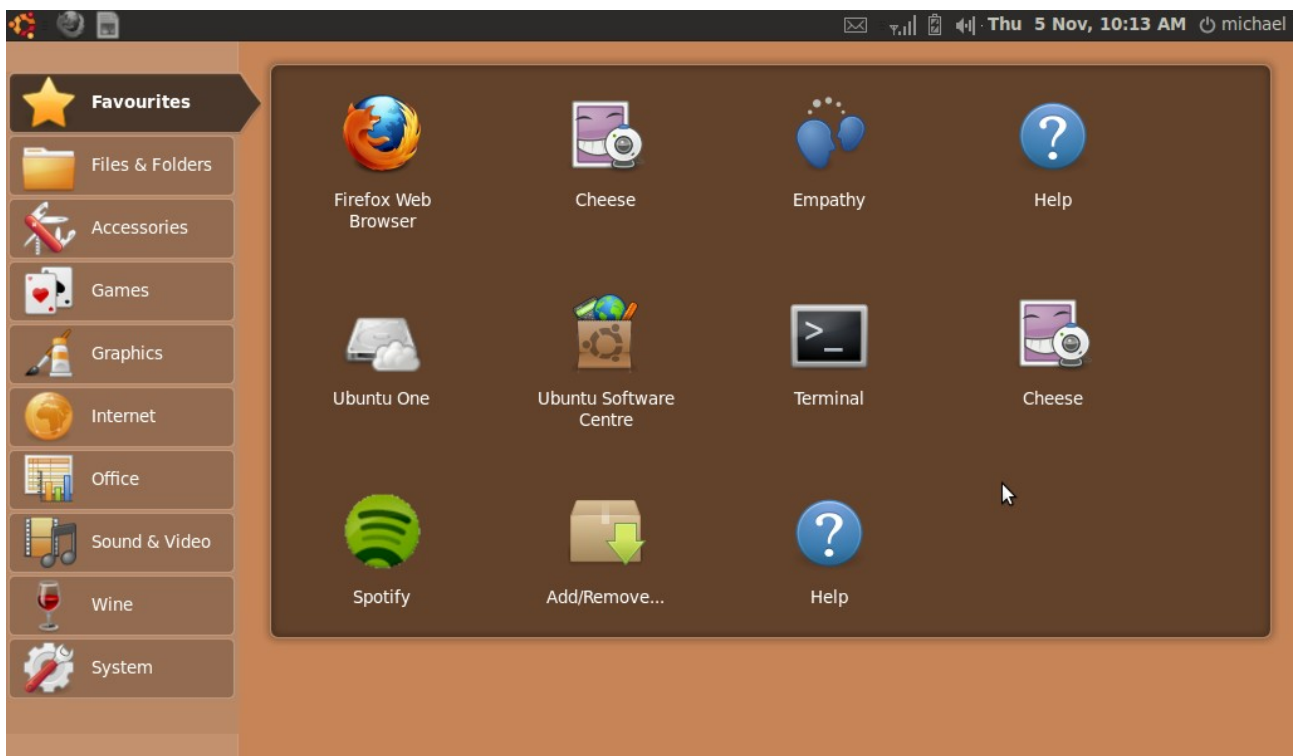 Thu 5 Nov, 10:13 AM michael
Favourites
Files & Folders
Accessories
Games
Graphics
Internet
Office
Sound & Video
Wine
System
Firefox Web
Browser
Cheese
Empathy
Help
Ubuntu One
Ubuntu Software
Centre
Terminal
Cheese
Spotify
Add/Remove...
Help